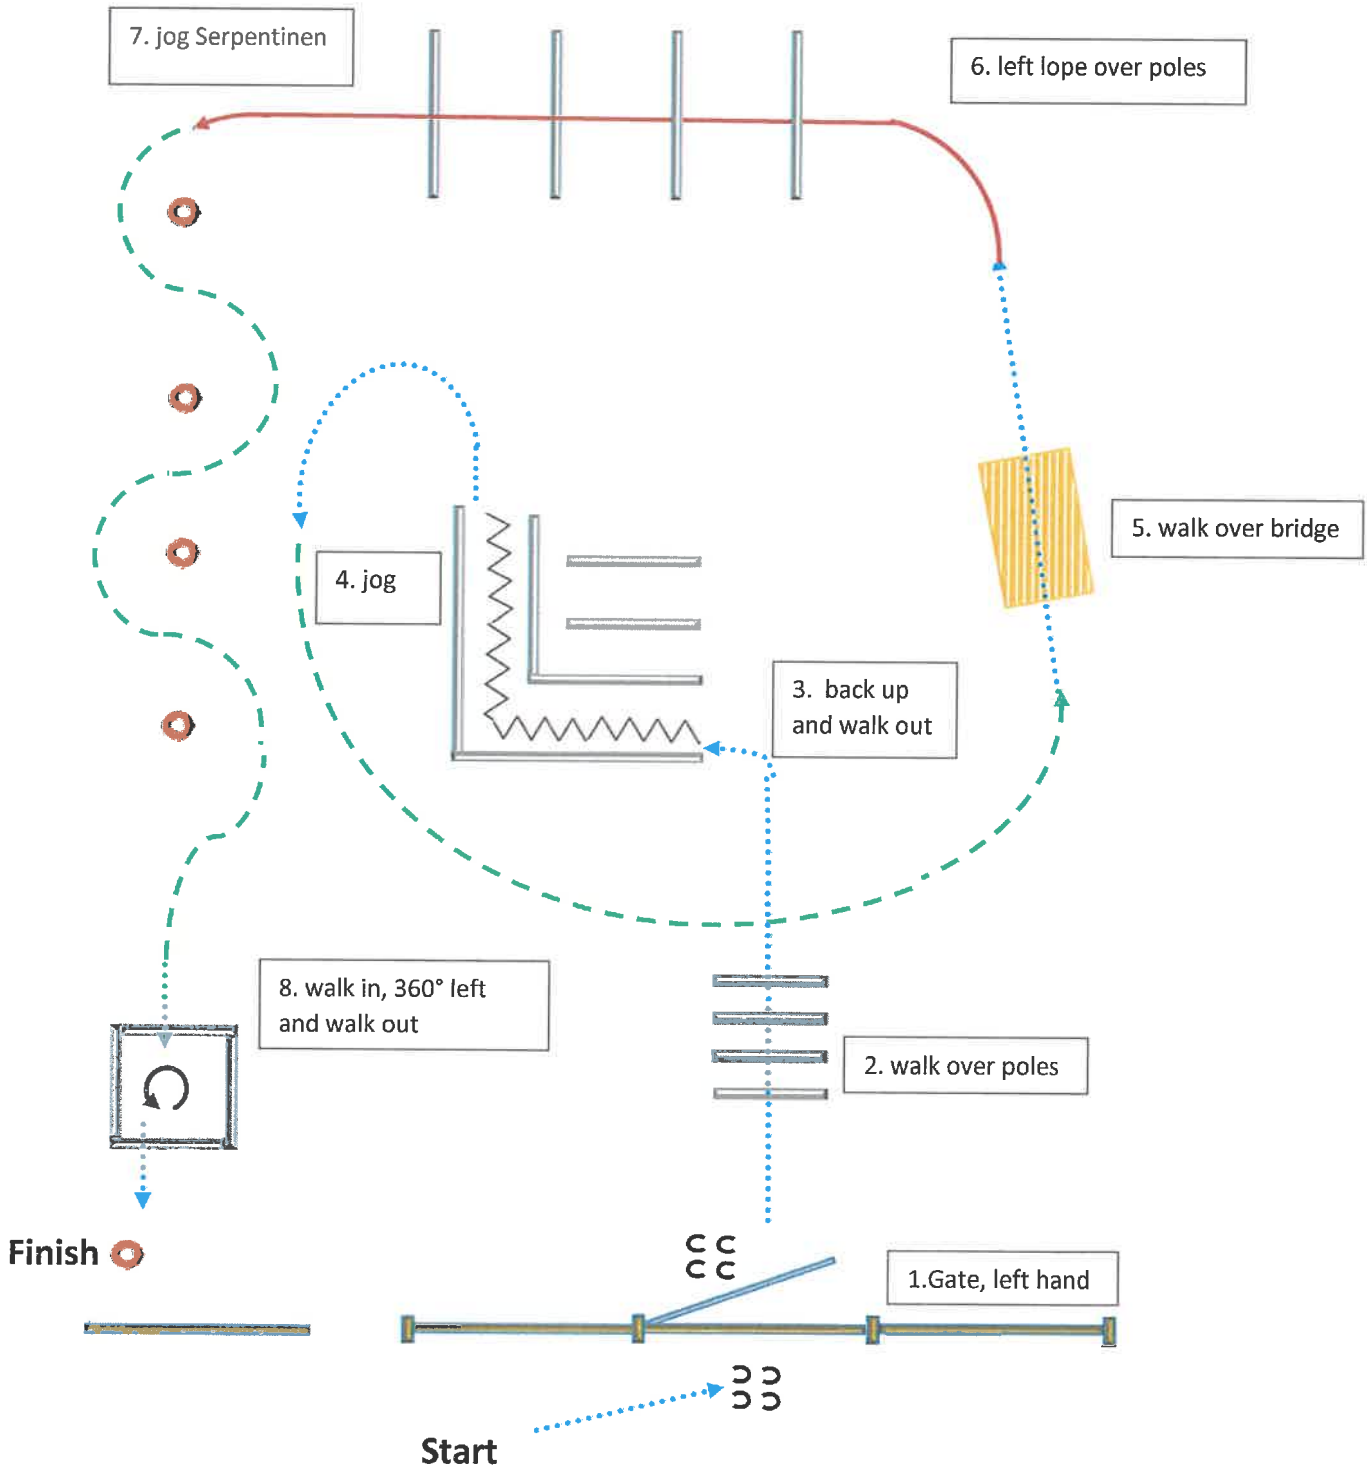 7. jog Serpentinen
6. left lope over poles
4. jog
5. walk over bridge
3.  back up
and walk out
8. walk in, 360° left
and walk out
2. walk over poles
Finish
1.Gate, left hand
Start